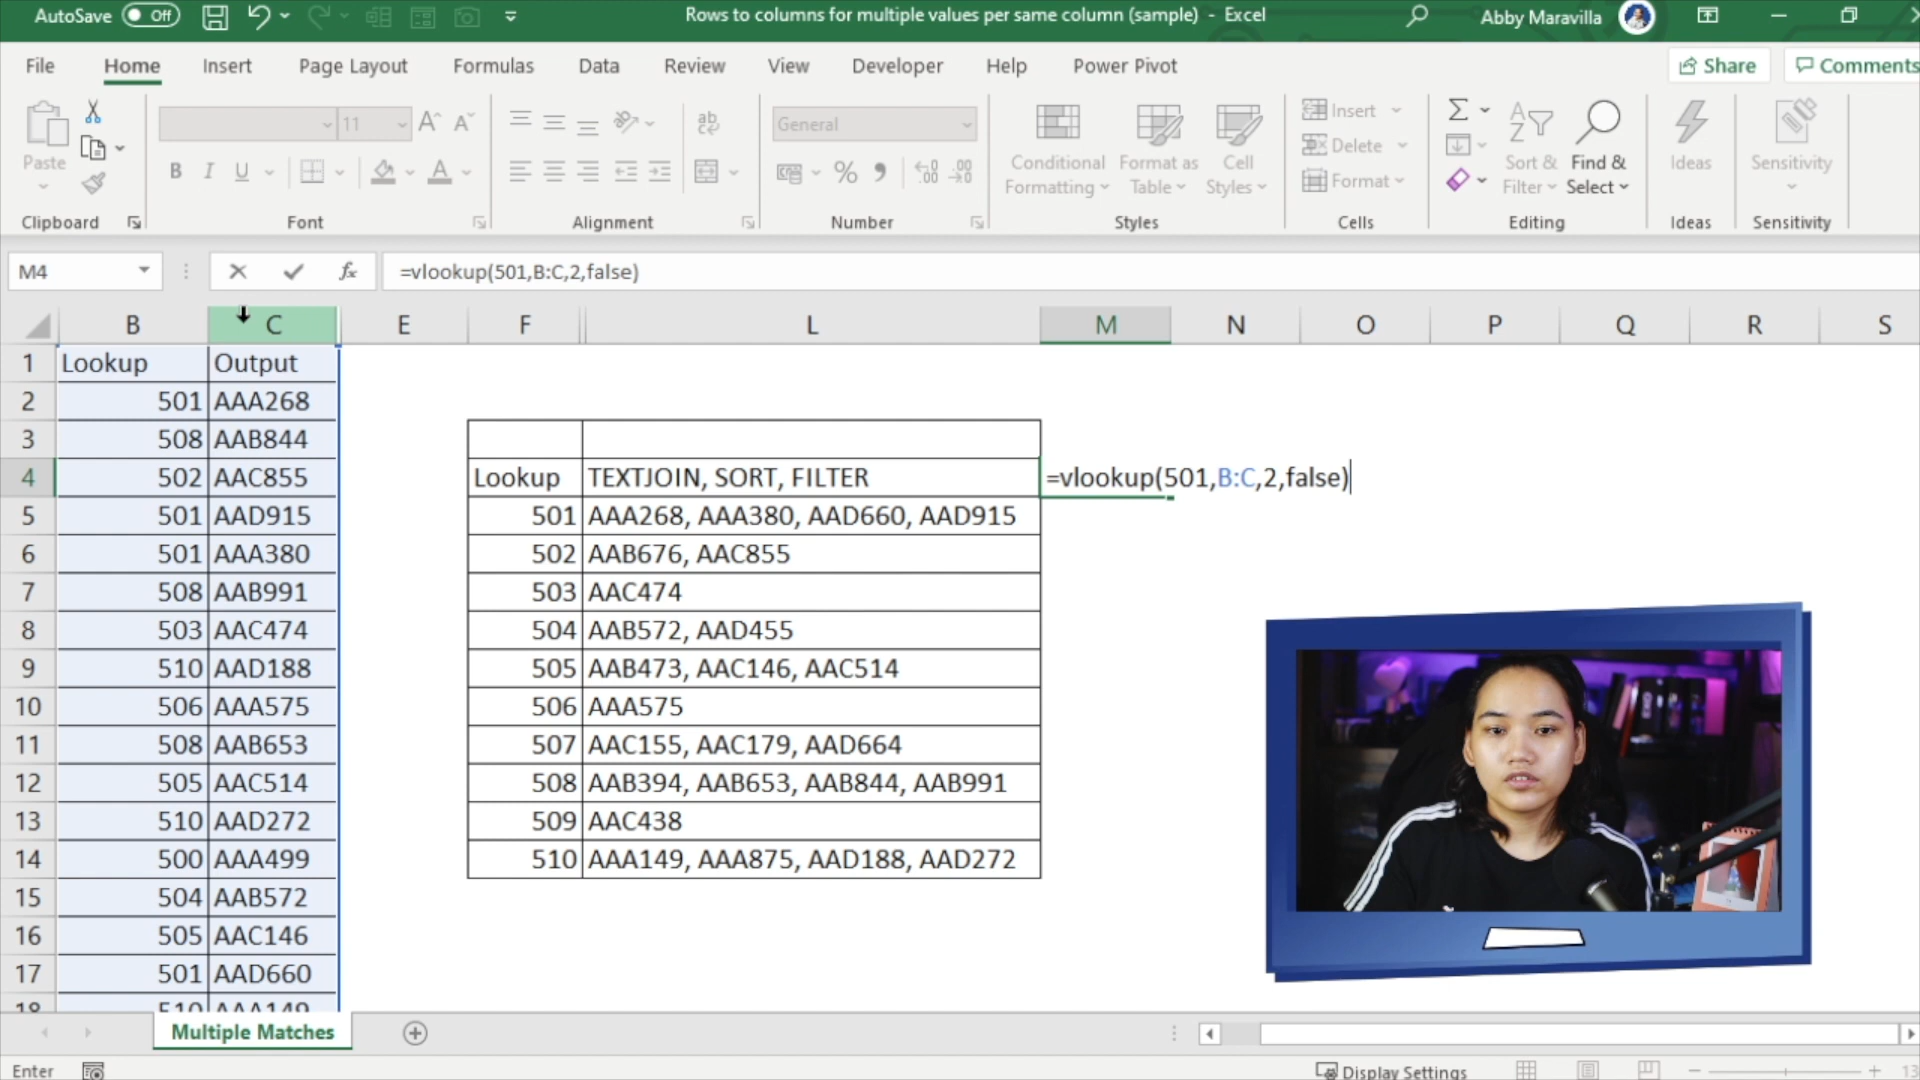 AutoSave Off Rows to columns for multiple values per same column (sample) - Excel Abby Maravilla
File Home Insert Page Layout Formulas Data Review View Developer Help Power Pivot Share Comments
Paste
11
B I U
ab
General
% 9
Conditional Formatting
Format as Table
Cell Styles
Insert
Delete
Format
Sort & Filter
Find & Select
Ideas
Sensitivity
Clipboard Font Alignment Number Styles Cells Editing Ideas Sensitivity
M4 fx =vlookup(501,B:C,2,false)
B C E F L M N O P Q R S
1 Lookup Output
2 501 AAA268
3 508 AAB844
4 502 AAC855 Lookup TEXTJOIN, SORT, FILTER =vlookup(501,B:C,2,false)
5 501 AAD915 501 AAA268, AAA380, AAD660, AAD915
6 501 AAA380 502 AAB676, AAC855
7 508 AAB991 503 AAC474
8 503 AAC474 504 AAB572, AAD455
9 510 AAD188 505 AAB473, AAC146, AAC514
10 506 AAA575 506 AAA575
11 508 AAB653 507 AAC155, AAC179, AAD664
12 505 AAC514 508 AAB394, AAB653, AAB844, AAB991
13 510 AAD272 509 AAC438
14 500 AAA499 510 AAA149, AAA875, AAD188, AAD272
15 504 AAB572
16 505 AAC146
17 501 AAD660
18 510 AAA149
Multiple Matches
Enter Display Settings 13